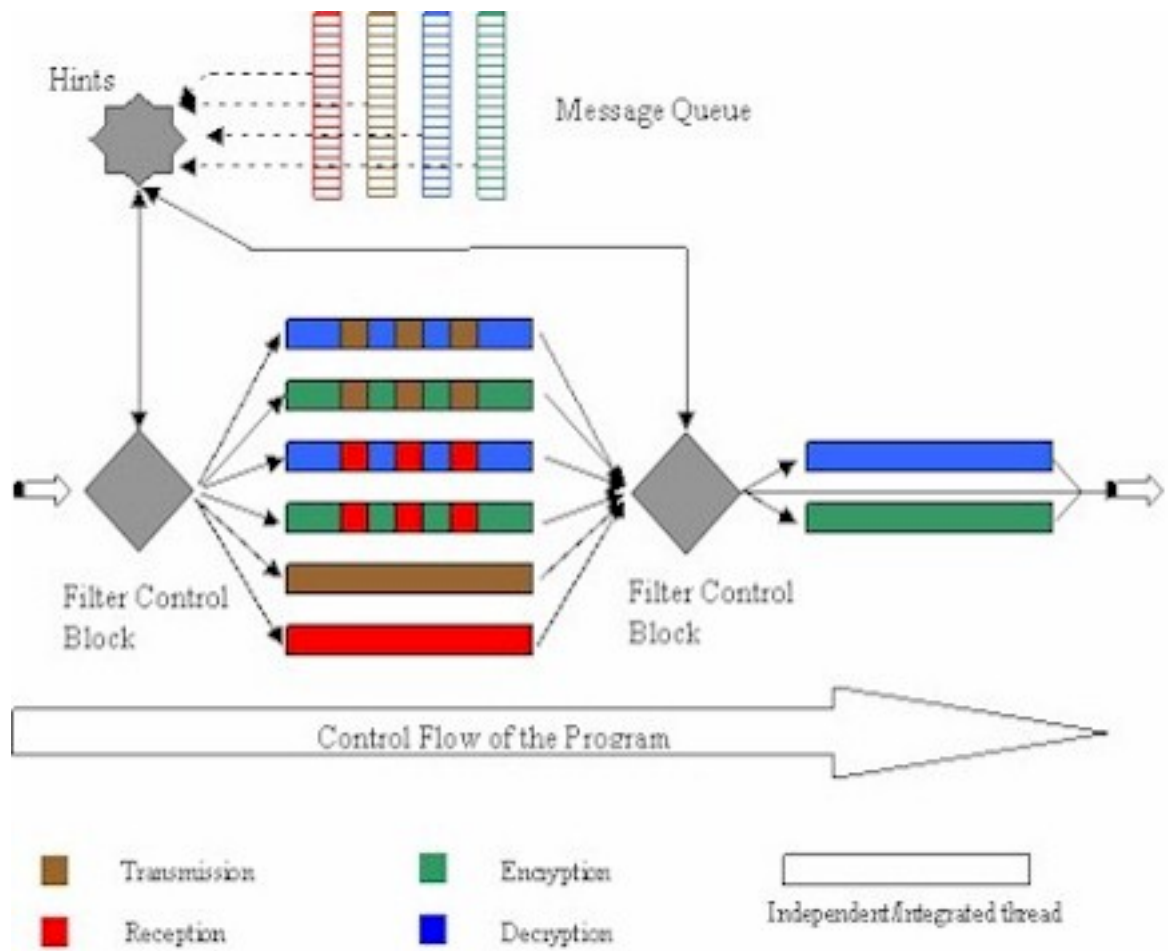 Hints
Message Queue
Filter Control
Block
Filter Control
Block
Control Flow of the Program
Transmission
Encryption
Reception
Decryption
Independent/Integrated thread